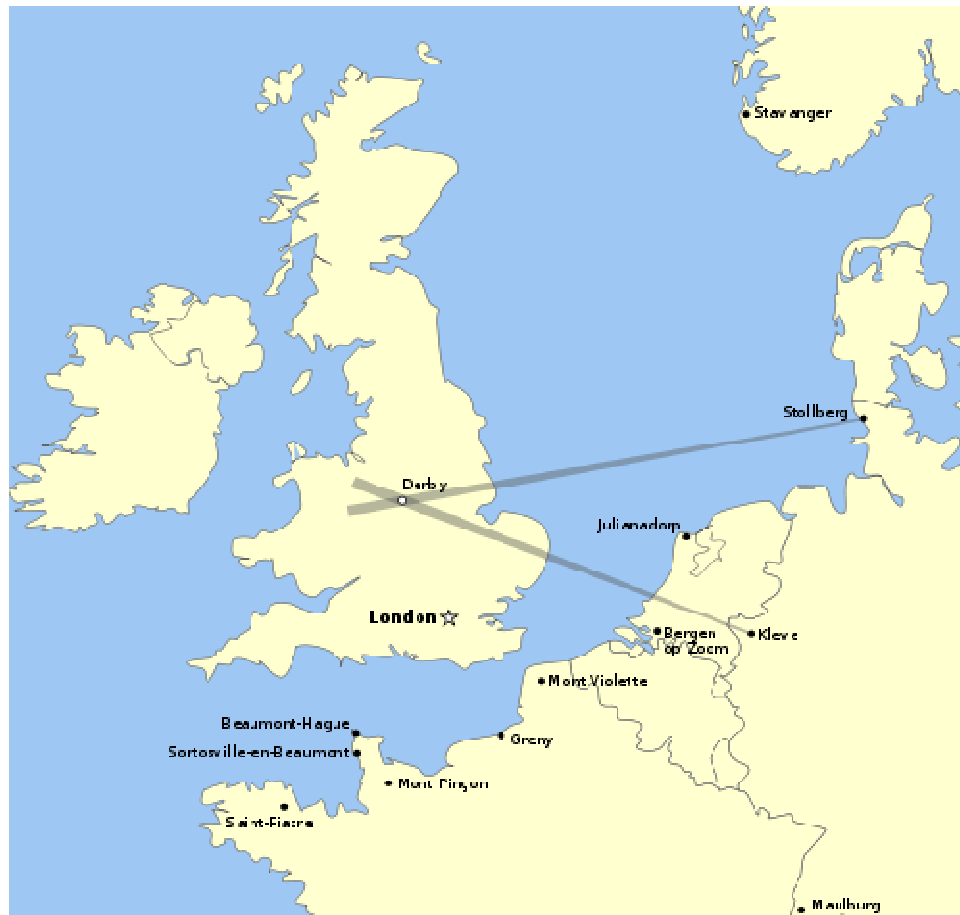 Stavanger
Stollberg
Derby
Julianadorp
London
Bergen
op Zoom
Kleve
Mont Violette
Beaumont-Hague
Greny
Sortosville-en-Beaumont
Mont Pinçon
Saint-Fiacre
Maulburg